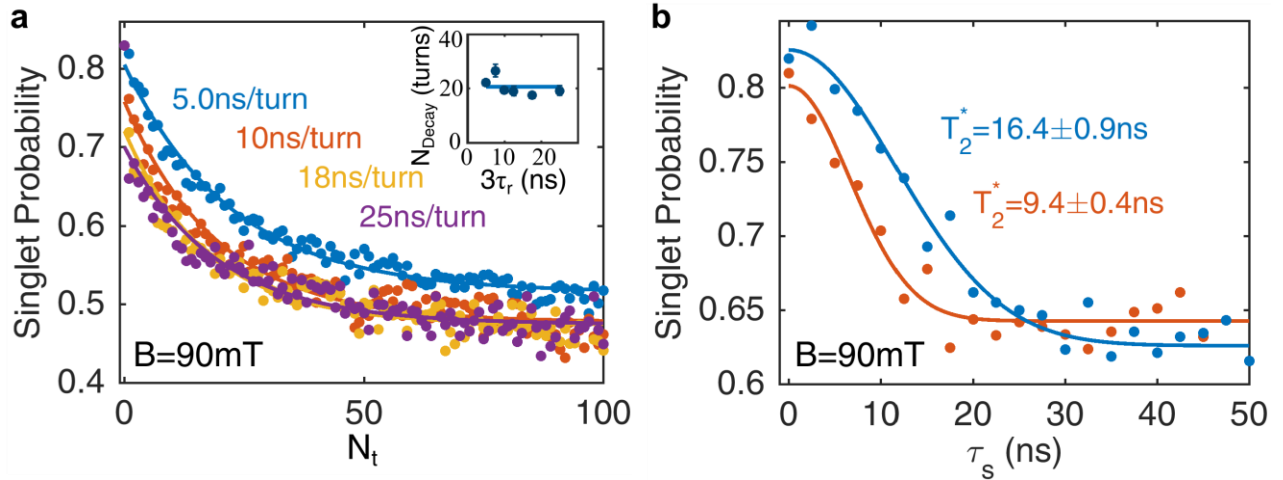 a
Singlet Probability
0.8
0.7
0.6
0.5
0.4
0
50
100
N_t
5.0ns/turn
10ns/turn
18ns/turn
25ns/turn
B=90mT
N_Decay (turns)
40
20
0
10
20
3τ_r (ns)
b
Singlet Probability
0.8
0.75
0.7
0.65
0.6
0
10
20
30
40
50
τ_s (ns)
T_2^*=16.4±0.9ns
T_2^*=9.4±0.4ns
B=90mT